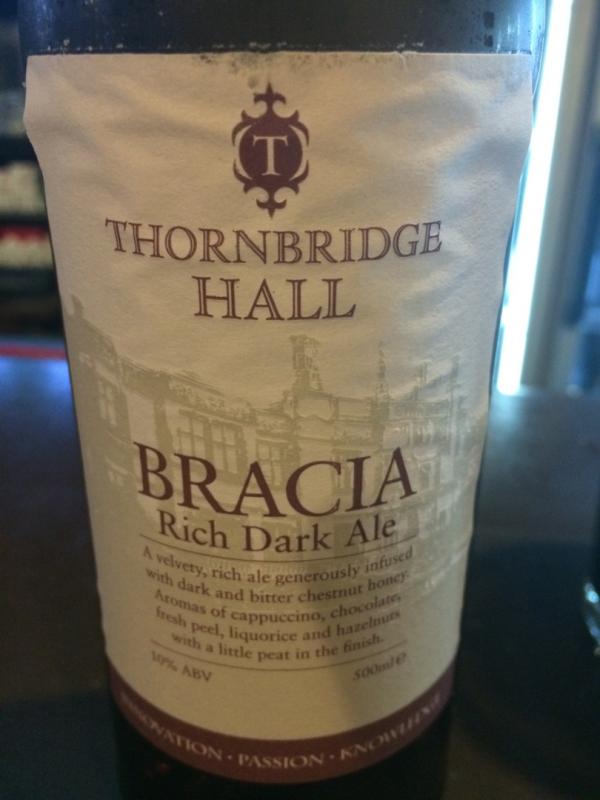 T
THORNBRIDGE
HALL
BRACIA
Rich Dark Ale
A velvety, rich ale generously infused
with dark and bitter chestnut honey.
Aromas of cappuccino, chocolate,
fresh peel, liquorice and hazelnuts
with a little peat in the finish.
10% ABV 500ml ℮
INNOVATION · PASSION · KNOWLEDGE